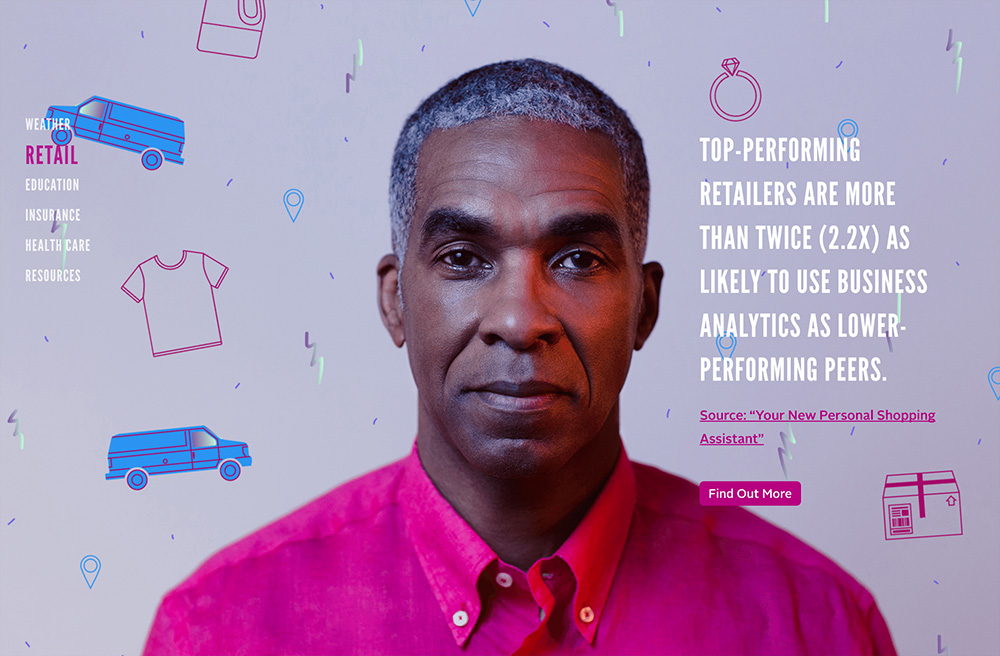 WEATHER
RETAIL
EDUCATION
INSURANCE
HEALTH CARE
RESOURCES
TOP-PERFORMING
RETAILERS ARE MORE
THAN TWICE (2.2X) AS
LIKELY TO USE BUSINESS
ANALYTICS AS LOWER-
PERFORMING PEERS.
Source: “Your New Personal Shopping
Assistant”
Find Out More